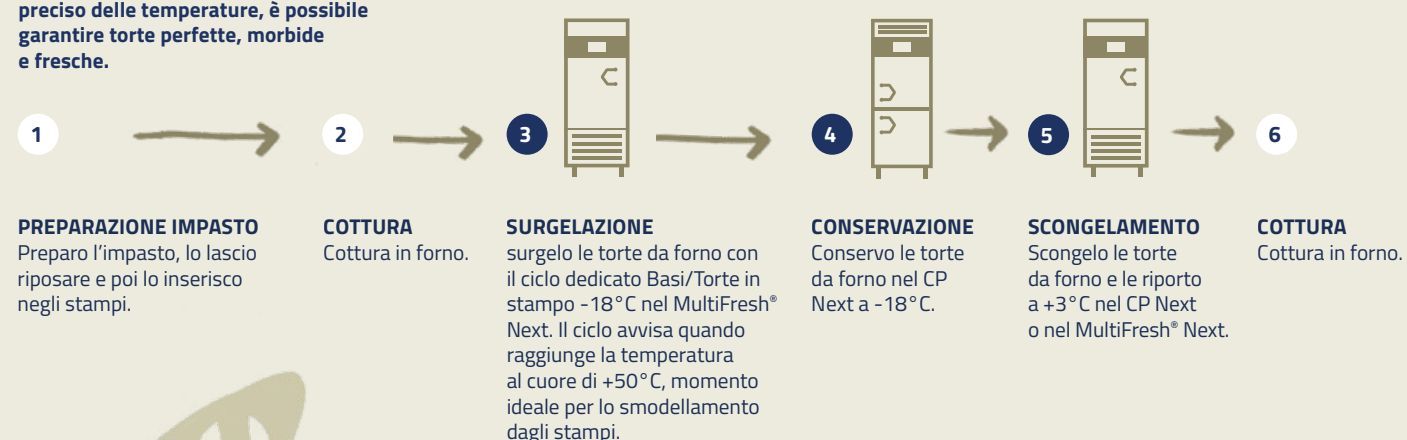 preciso delle temperature, è possibile
garantire torte perfette, morbide
e fresche.
1
2
3
4
5
6
PREPARAZIONE IMPASTO
Preparo l’impasto, lo lascio
riposare e poi lo inserisco
negli stampi.
COTTURA
Cottura in forno.
SURGELAZIONE
surgelo le torte da forno con
il ciclo dedicato Basi/Torte in
stampo -18°C nel MultiFresh®
Next. Il ciclo avvisa quando
raggiunge la temperatura
al cuore di +50°C, momento
ideale per lo smodellamento
dagli stampi.
CONSERVAZIONE
Conservo le torte
da forno nel CP
Next a -18°C.
SCONGELAMENTO
Scongelo le torte
da forno e le riporto
a +3°C nel CP Next
o nel MultiFresh® Next.
COTTURA
Cottura in forno.